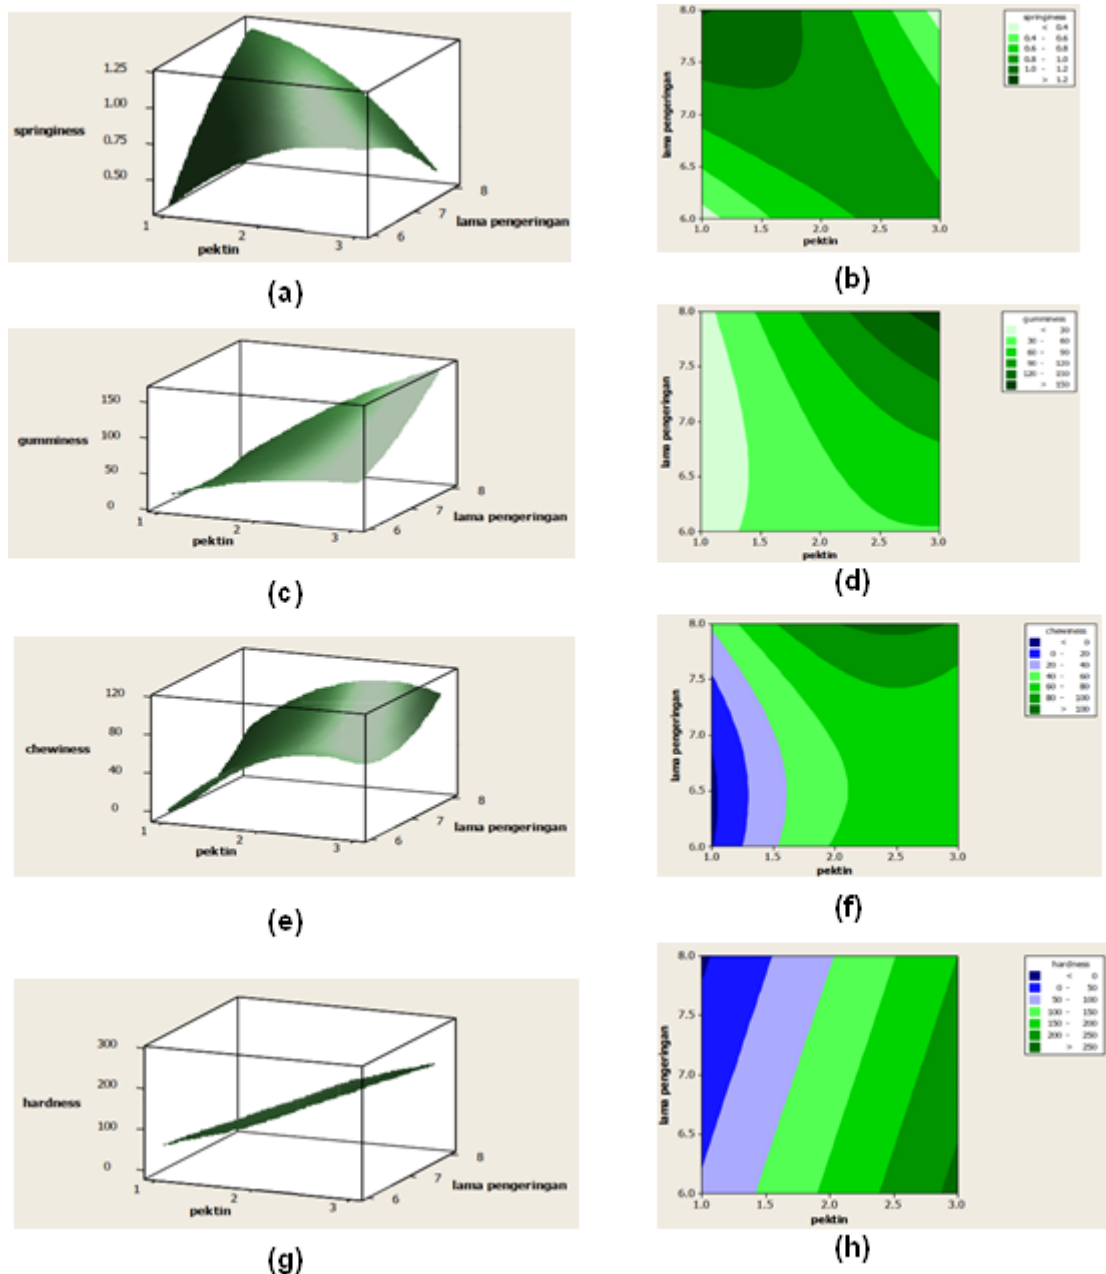 1.25
1.00
springiness
0.75
0.50
1
2
3
pektin
6
7
8
lama pengeringan
(a)
8.0
7.5
7.0
6.5
6.0
lama pengeringan
1.0 1.5 2.0 2.5 3.0
pektin
springiness
< 0.4
0.4 - 0.6
0.6 - 0.8
0.8 - 1.0
1.0 - 1.2
> 1.2
(b)
150
100
gumminess
50
0
1
2
3
pektin
6
7
8
lama pengeringan
(c)
8.0
7.5
7.0
6.5
6.0
lama pengeringan
1.0 1.5 2.0 2.5 3.0
pektin
gumminess
< 30
30 - 60
60 - 90
90 - 120
120 - 150
> 150
(d)
120
80
chewiness
40
0
1
2
3
pektin
6
7
8
lama pengeringan
(e)
8.0
7.5
7.0
6.5
6.0
lama pengeringan
1.0 1.5 2.0 2.5 3.0
pektin
chewiness
< 0
0 - 20
20 - 40
40 - 60
60 - 80
80 - 100
> 100
(f)
300
200
hardness
100
0
1
2
3
pektin
6
7
8
lama pengeringan
(g)
8.0
7.5
7.0
6.5
6.0
lama pengeringan
1.0 1.5 2.0 2.5 3.0
pektin
hardness
< 0
0 - 50
50 - 100
100 - 150
150 - 200
200 - 250
> 250
(h)